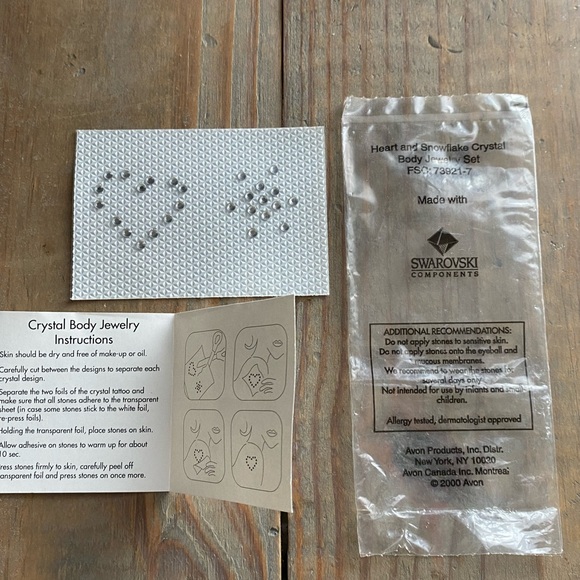 Heart and Snowflake Crystal
Body Jewelry Set
FSC: 73921-7
Made with
SWAROVSKI
COMPONENTS
ADDITIONAL RECOMMENDATIONS:
Do not apply stones to sensitive skin.
Do not apply stones onto the eyeball and
mucous membranes.
We recommend to wear the stones for
several days only.
Not intended for use by infants and
children.
Allergy tested, dermatologist approved
Avon Products, Inc. Distr.
New York, NY 10020
Avon Canada Inc. Montreal
© 2000 Avon
Crystal Body Jewelry
Instructions
Skin should be dry and free of make-up or oil.
Carefully cut between the designs to separate each
crystal design.
Separate the two foils of the crystal tattoo and
make sure that all stones adhere to the transparent
sheet (in case some stones stick to the white foil,
re-press foils).
Holding the transparent foil, place stones on skin.
Allow adhesive on stones to warm up for about
10 sec.
Press stones firmly to skin, carefully peel off
transparent foil and press stones on once more.